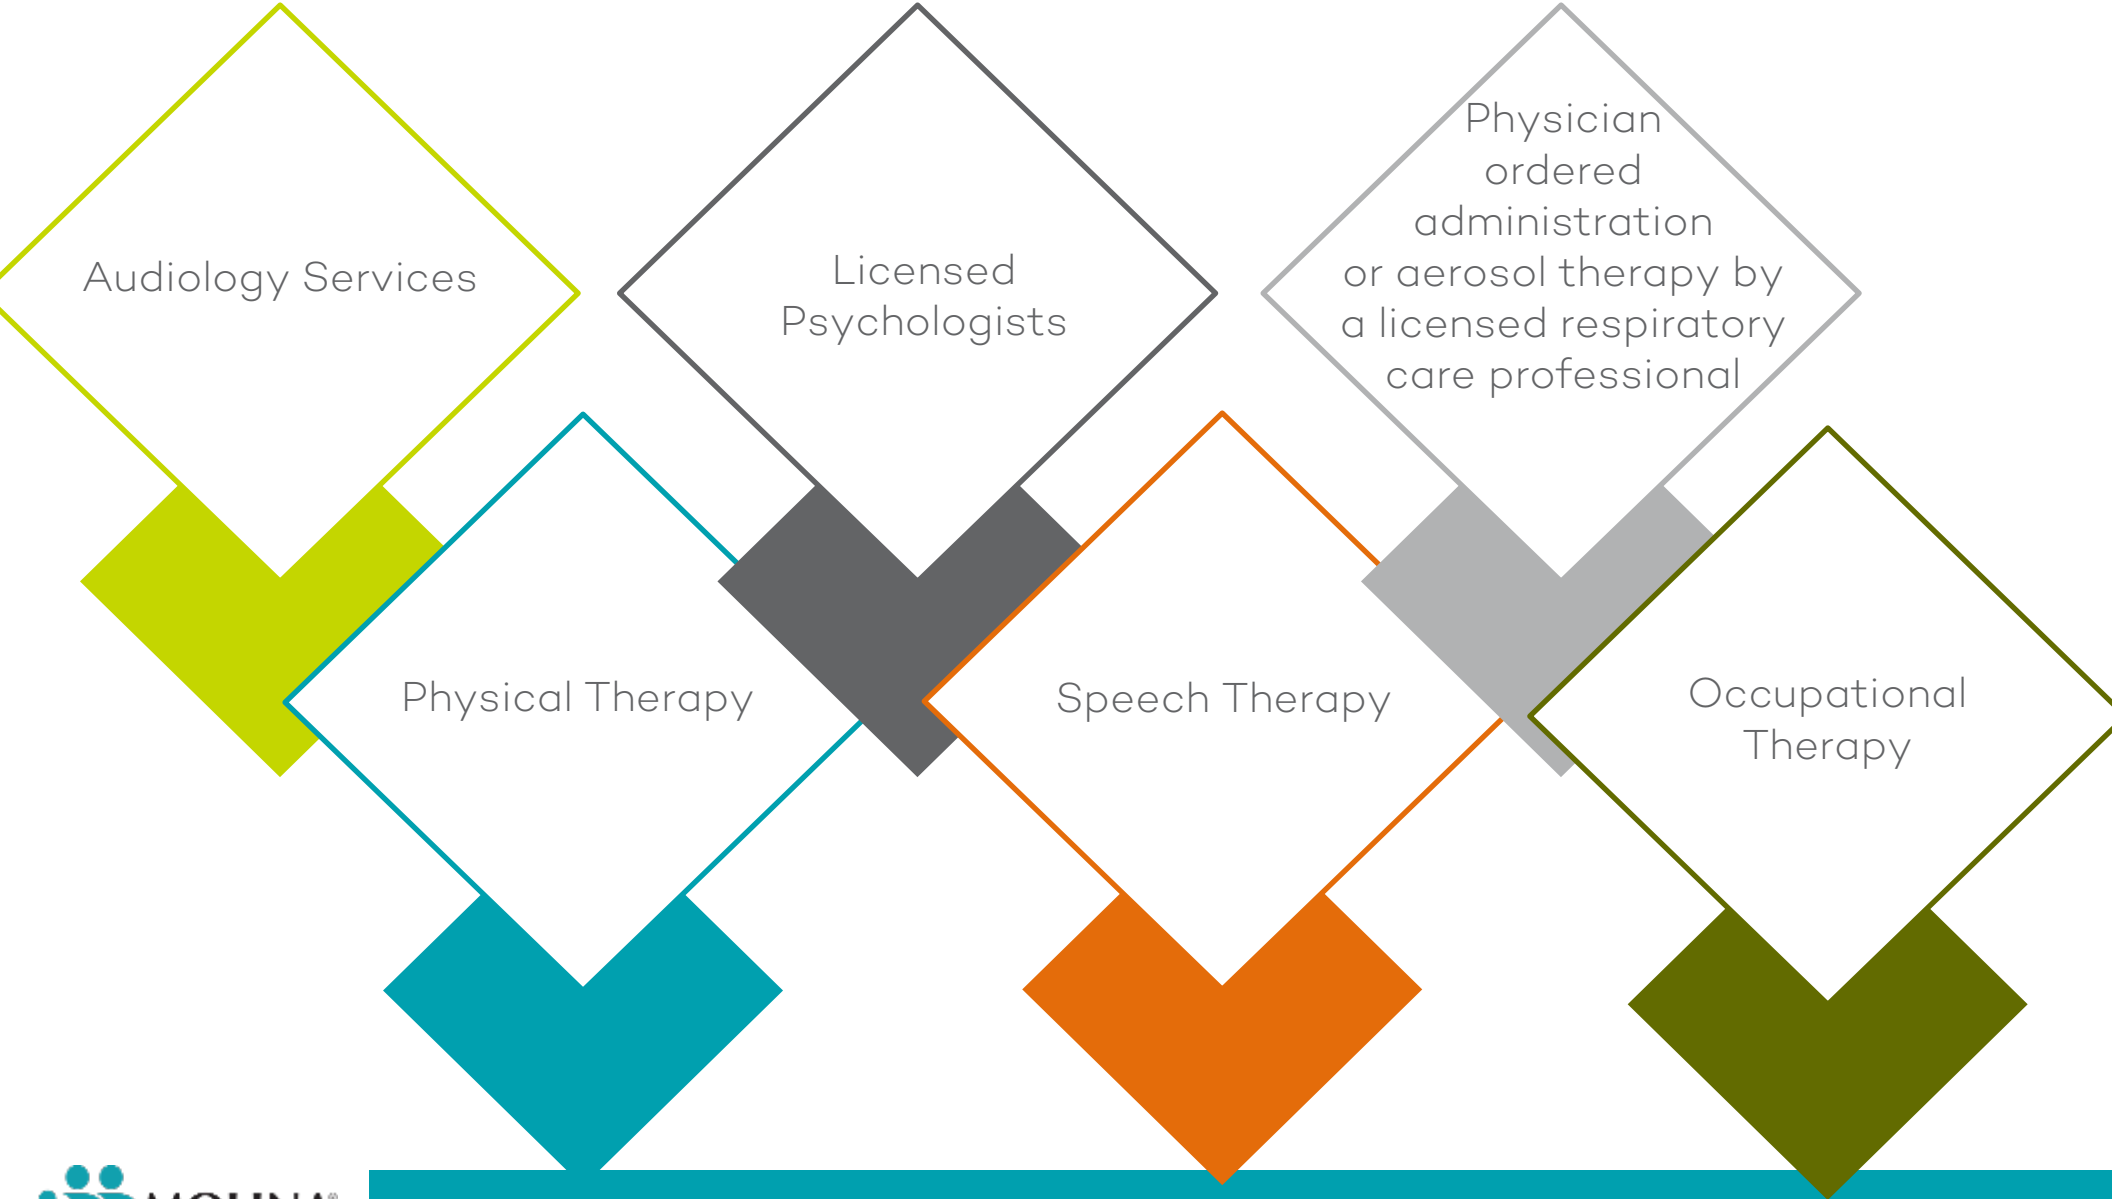 Audiology Services
Licensed
Psychologists
Physician
ordered
administration
or aerosol therapy by
a licensed respiratory
care professional
Physical Therapy
Speech Therapy
Occupational
Therapy
MOLINA®